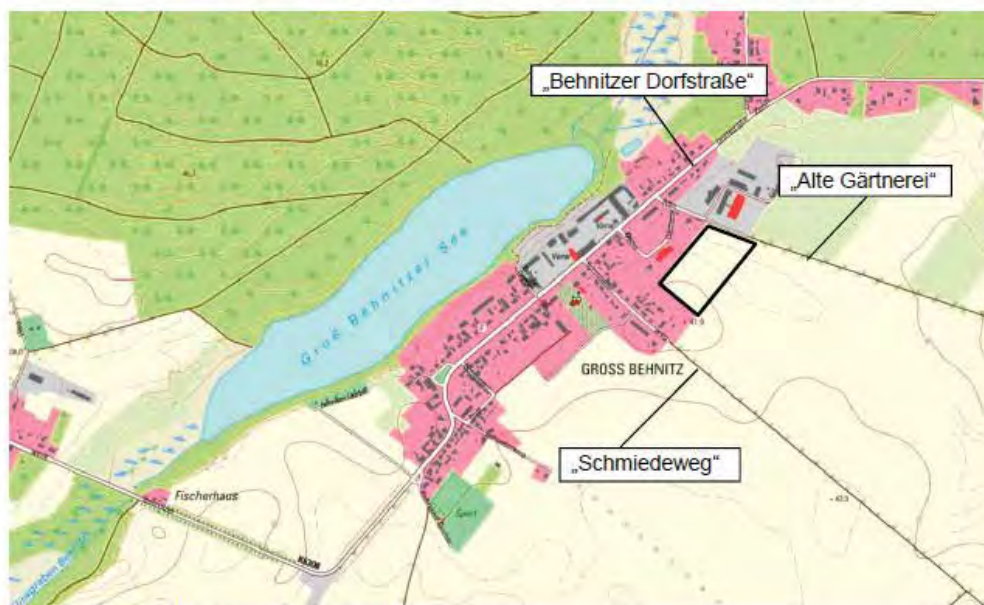 „Behnitzer Dorfstraße“
„Alte Gärtnerei“
Groß Behnitzer See
GROSS BEHNITZ
„Schmiedeweg“
Fischerhaus
Sport